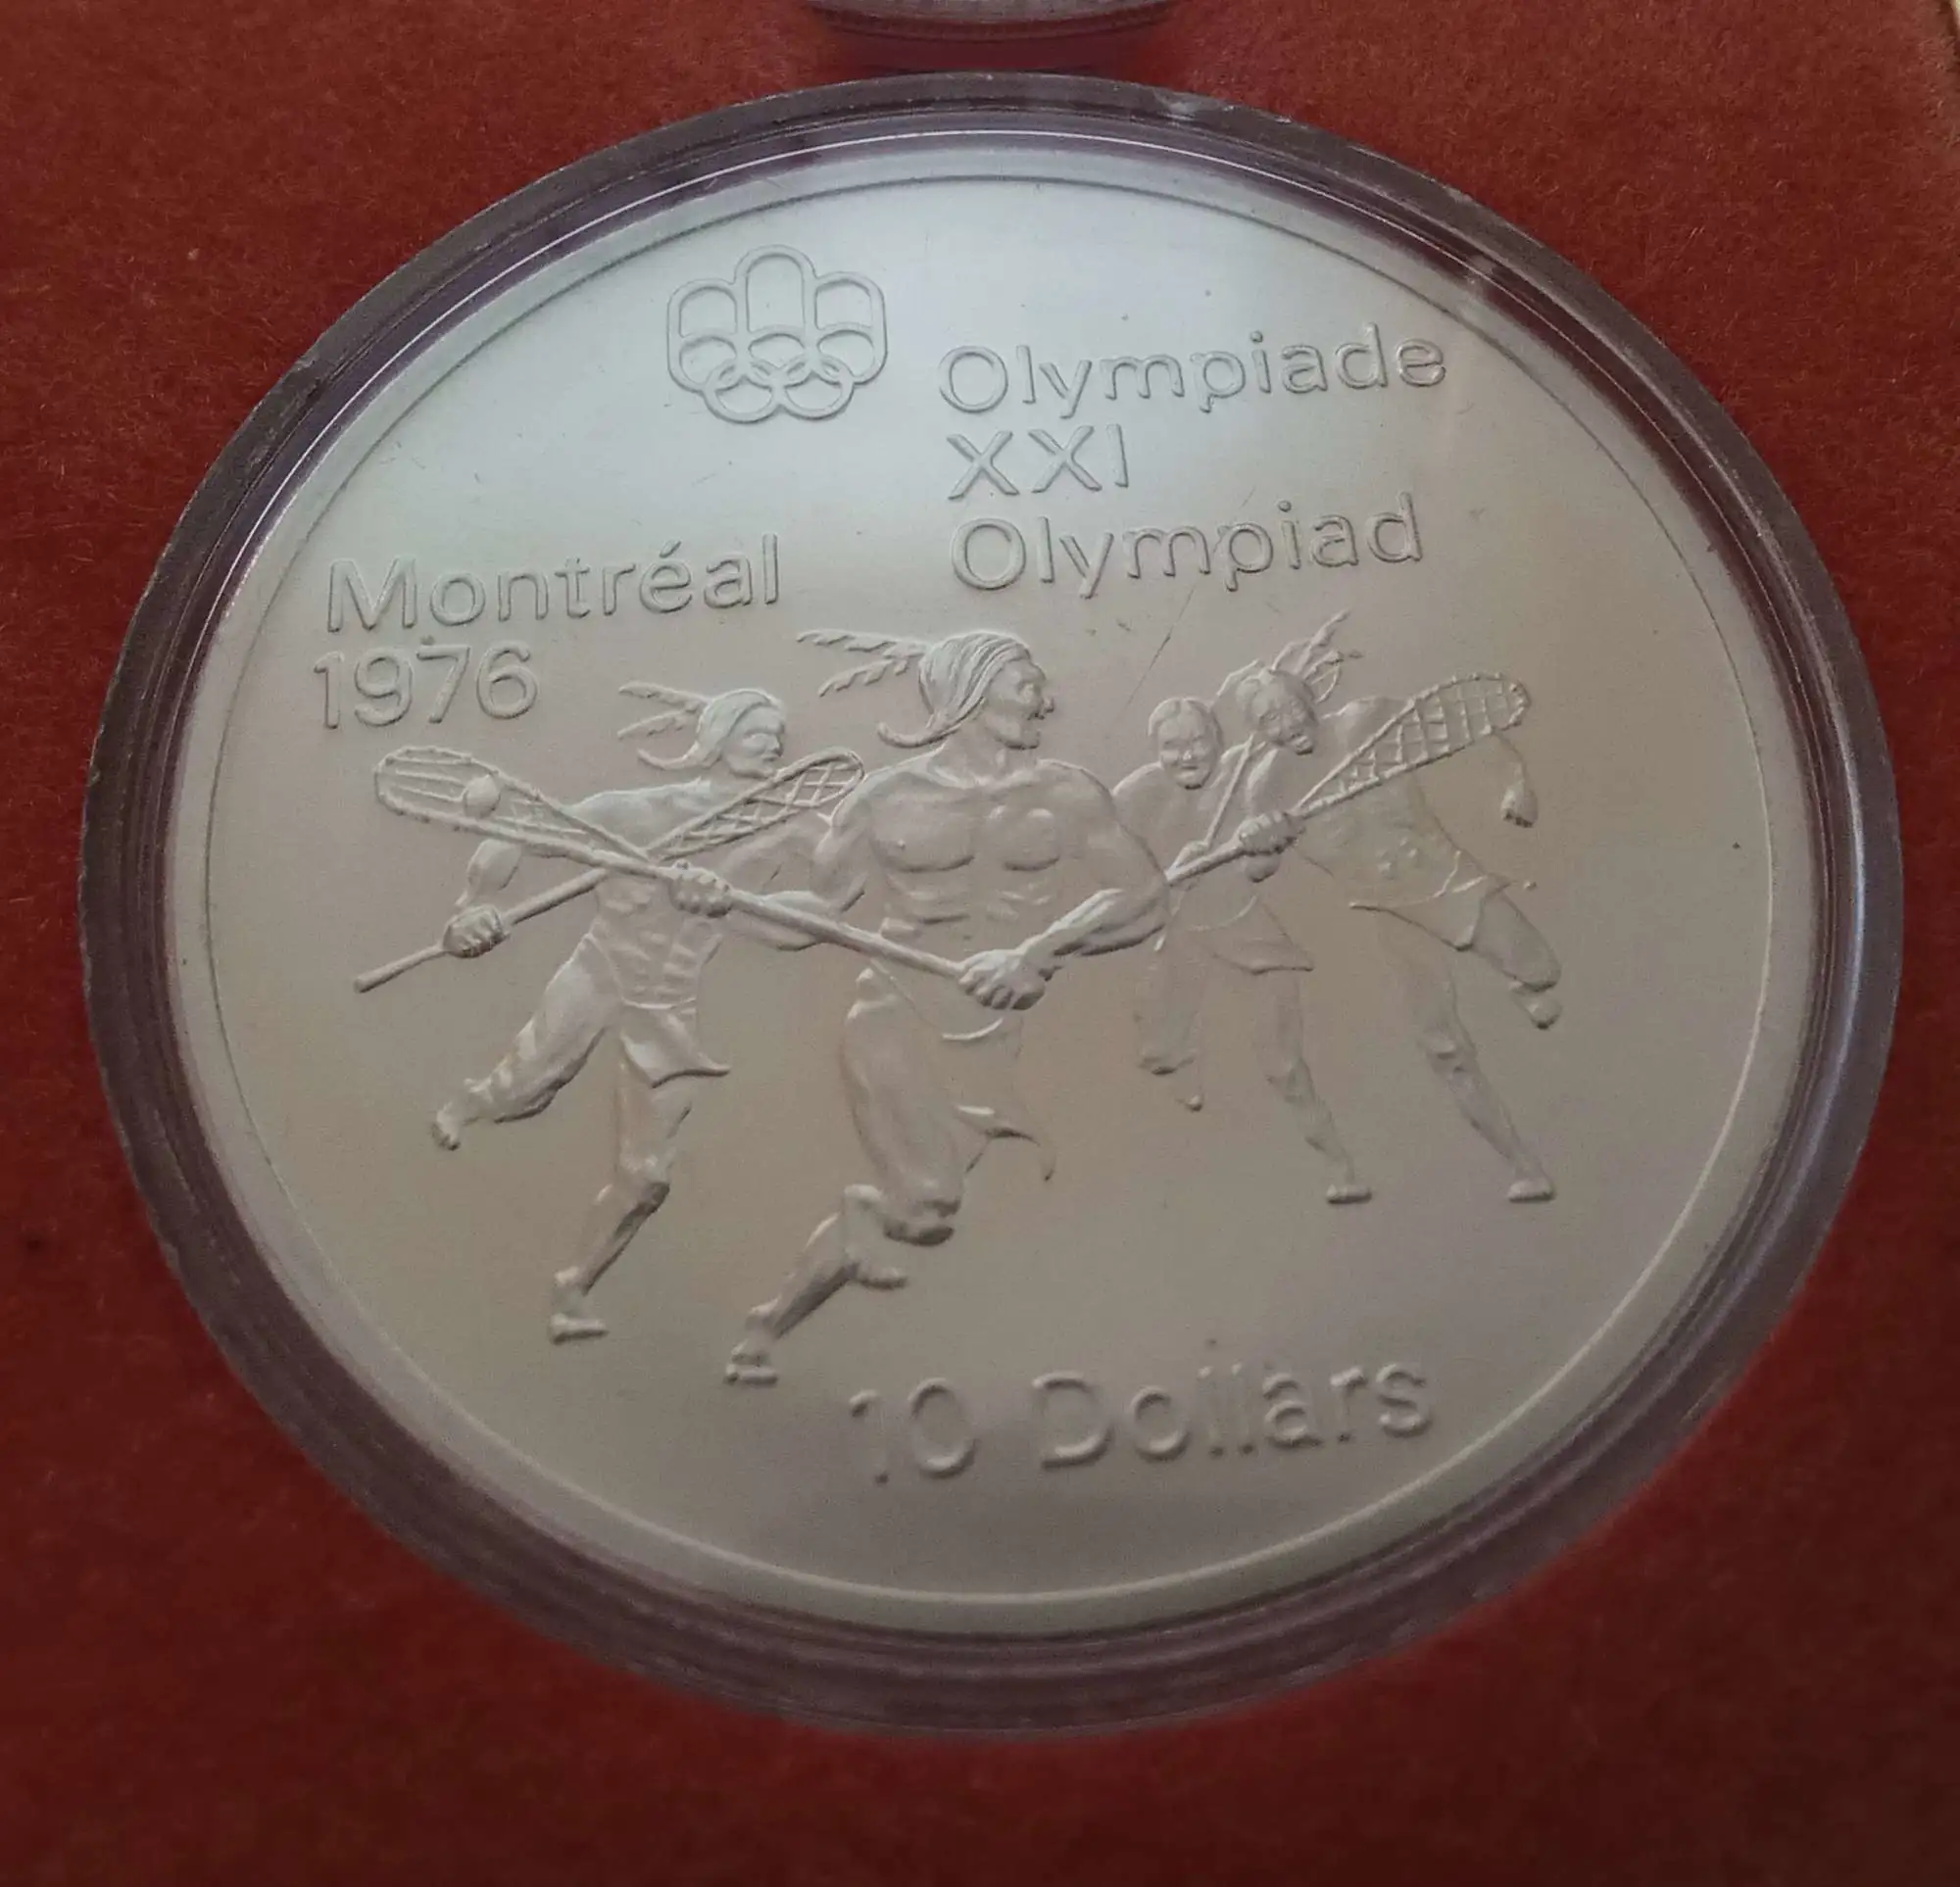 Olympiade
XXI
Olympiad
Montréal
1976
10 Dollars